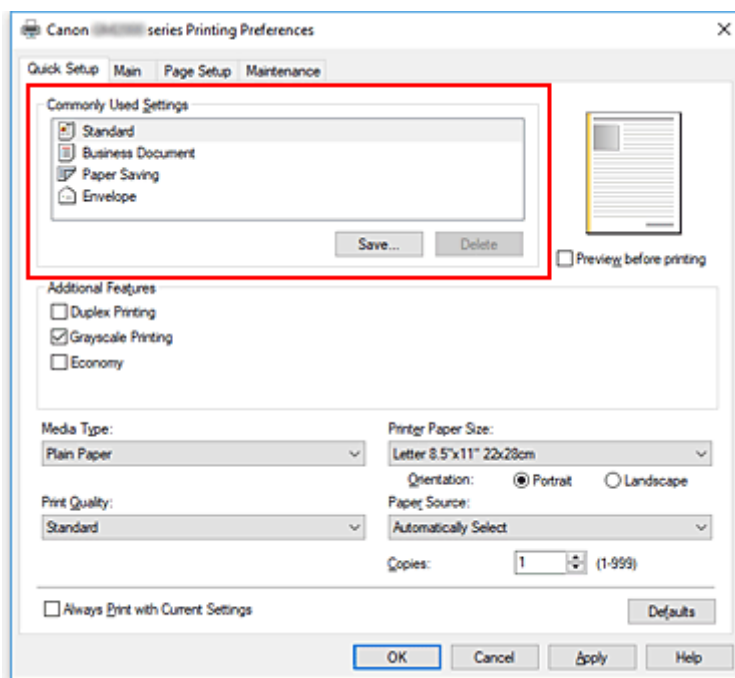 Canon series Printing Preferences
Quick Setup Main Page Setup Maintenance
Commonly Used Settings
Standard
Business Document
Paper Saving
Envelope
Save... Delete
Preview before printing
Additional Features
Duplex Printing
Grayscale Printing
Economy
Media Type: Printer Paper Size:
Plain Paper Letter 8.5"x11" 22x28cm
Orientation: Portrait Landscape
Print Quality: Paper Source:
Standard Automatically Select
Copies: 1 (1-999)
Always Print with Current Settings Defaults
OK Cancel Apply Help